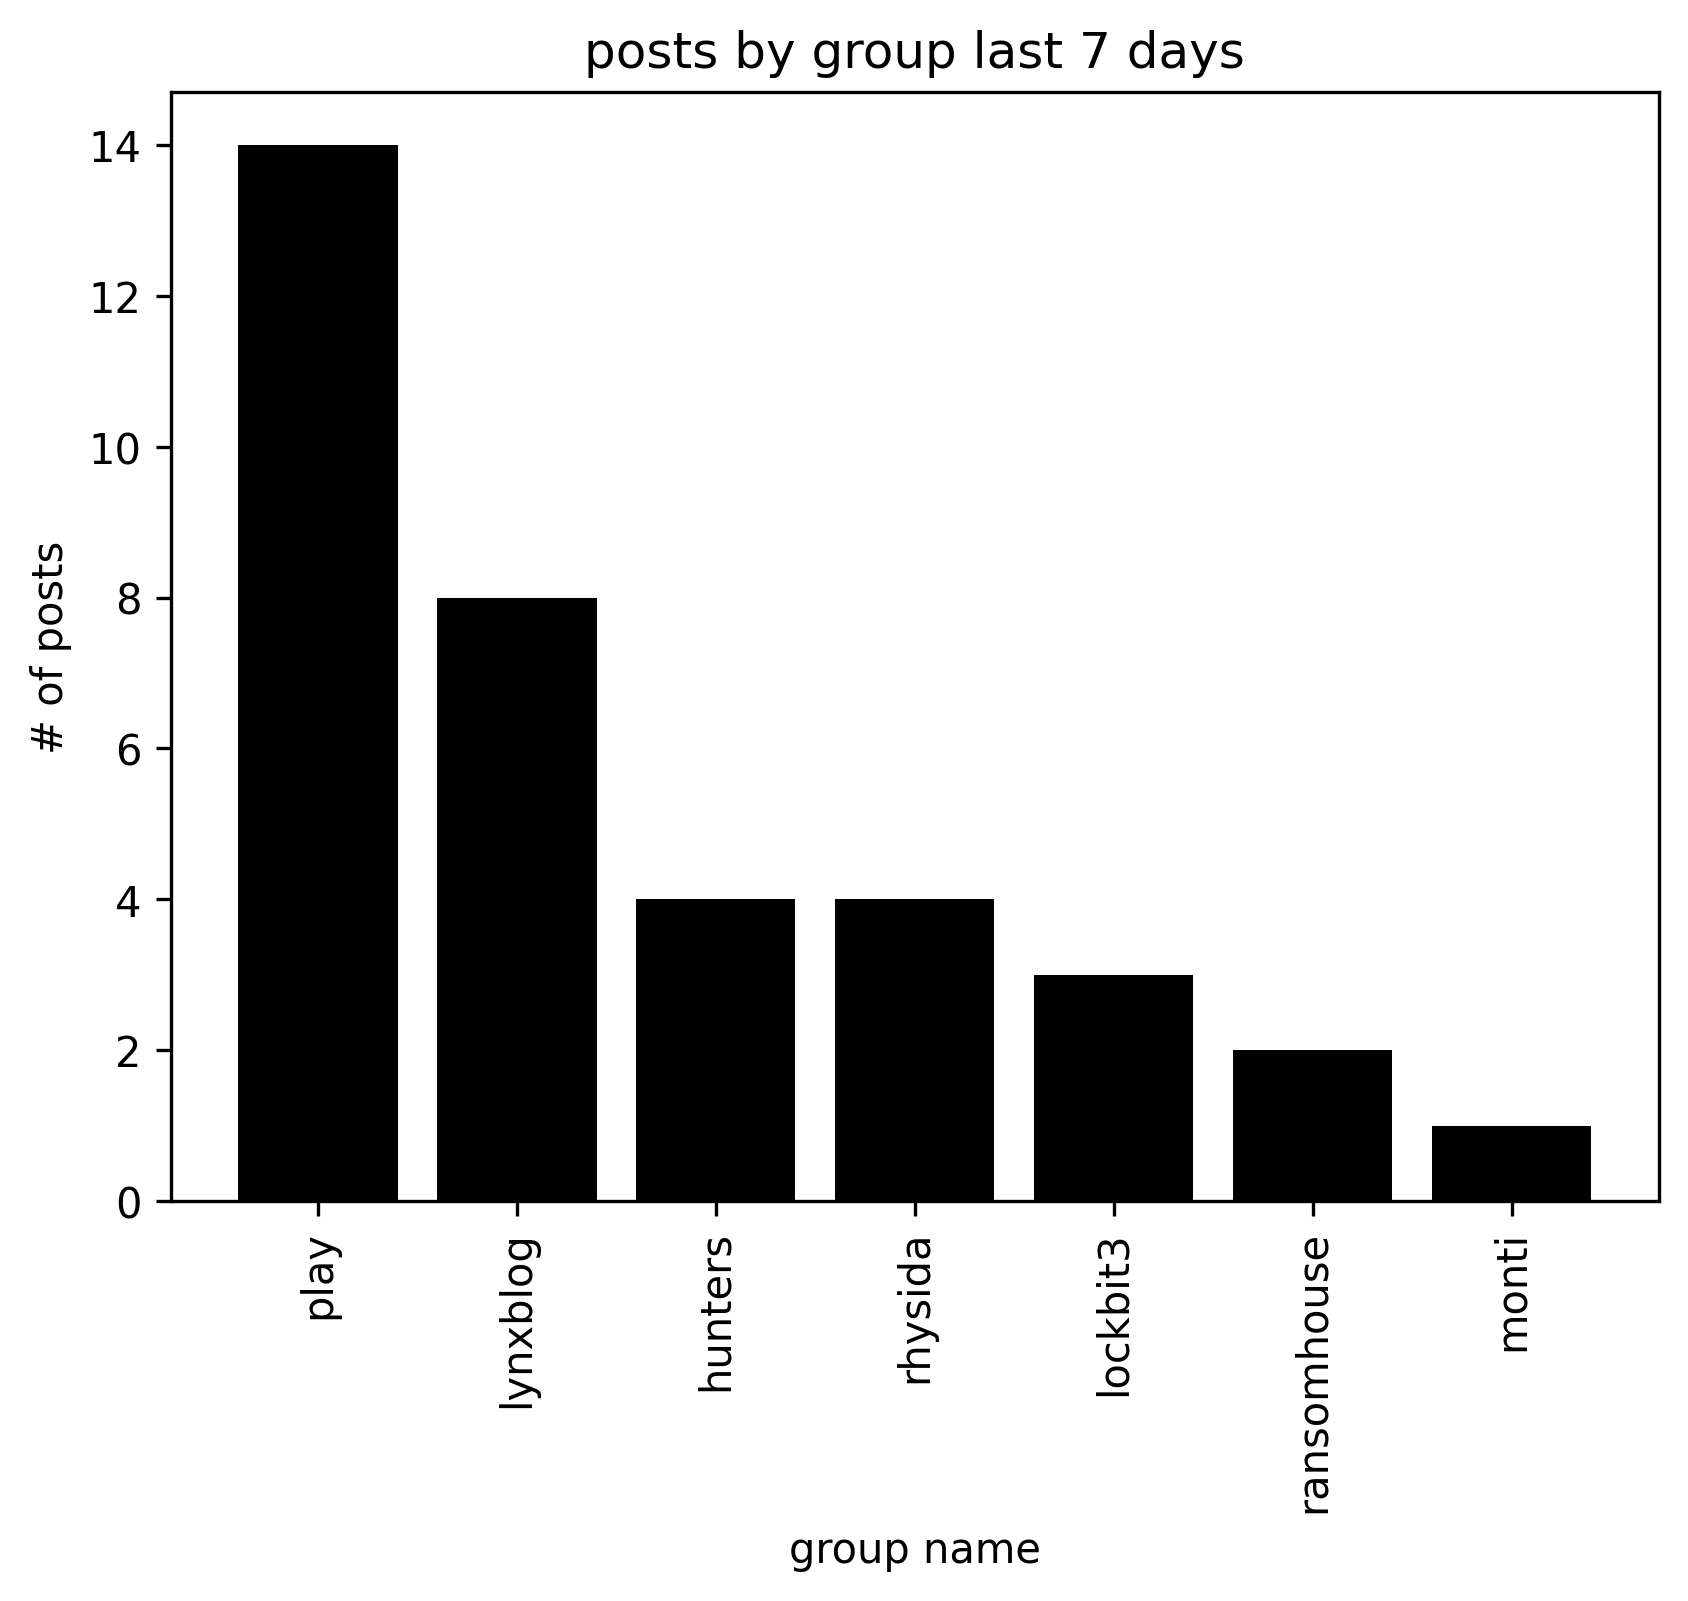 posts by group last 7 days
# of posts
14
12
10
8
6
4
2
0
play
lynxblog
hunters
rhysida
lockbit3
ransomhouse
monti
group name